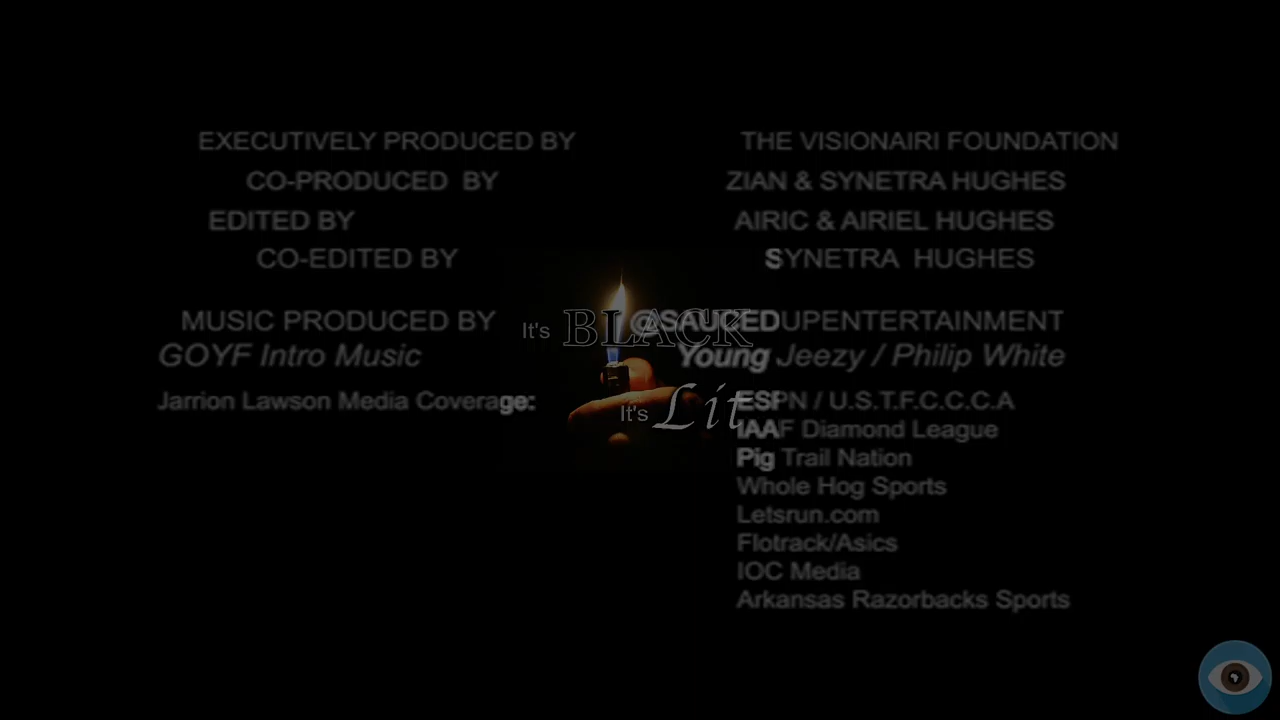 EXECUTIVELY PRODUCED BY THE VISIONAIRI FOUNDATION
CO-PRODUCED BY ZIAN & SYNETRA HUGHES
EDITED BY AIRIC & AIRIEL HUGHES
CO-EDITED BY SYNETRA HUGHES
MUSIC PRODUCED BY @SAUCEDUPENTERTAINMENT
It's BLACK
GOYF Intro Music Young Jeezy / Philip White
Jarrion Lawson Media Coverage: ESPN / U.S.T.F.C.C.C.A
It's Lit
IAAF Diamond League
Pig Trail Nation
Whole Hog Sports
Letsrun.com
Flotrack/Asics
IOC Media
Arkansas Razorbacks Sports